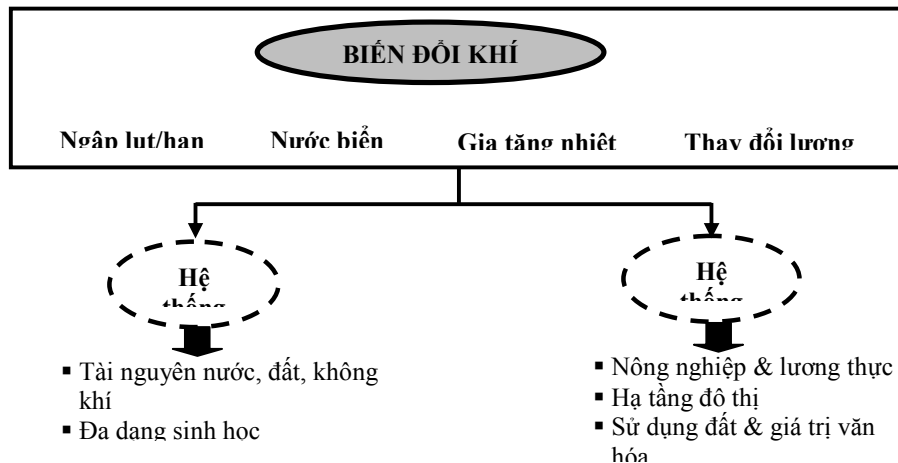 BIẾN ĐỔI KHÍ
Ngập lụt/hạn Nước biển Gia tăng nhiệt Thay đổi lượng
Hệ thống
Hệ thống
▪ Tài nguyên nước, đất, không
khí
▪ Đa dạng sinh học
▪ Nông nghiệp & lương thực
▪ Hạ tầng đô thị
▪ Sử dụng đất & giá trị văn
hóa